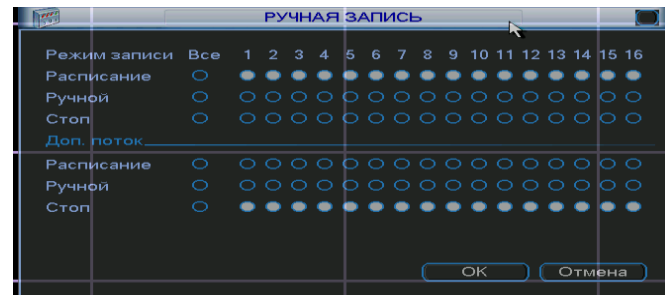 РУЧНАЯ ЗАПИСЬ
Режим записи Все 1 2 3 4 5 6 7 8 9 10 11 12 13 14 15 16
Расписание
Ручной
Стоп
Доп. поток
Расписание
Ручной
Стоп
ОК Отмена